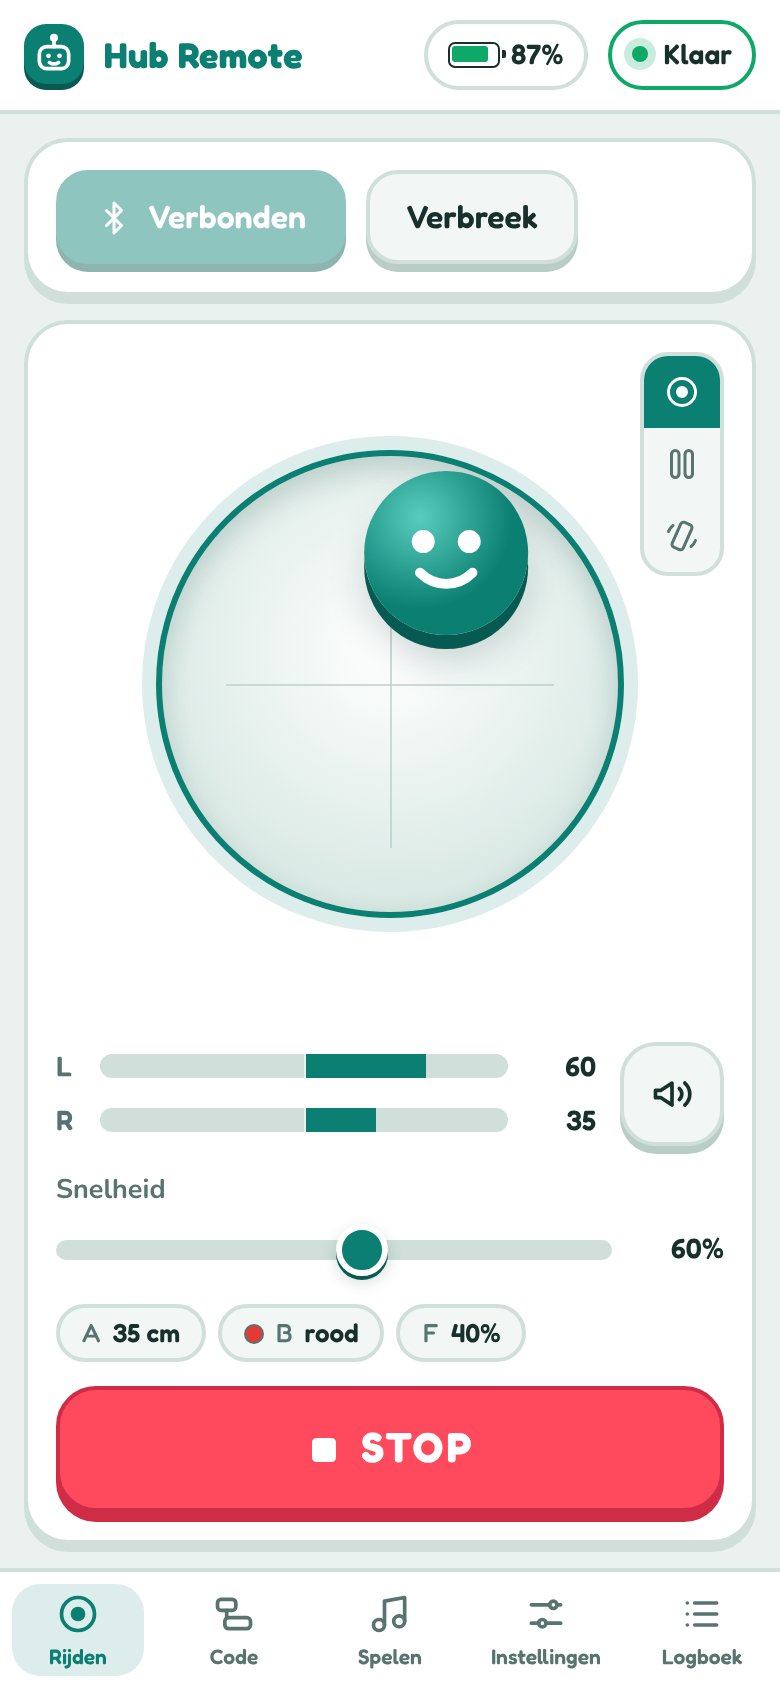 Hub Remote
87%
Klaar
Verbonden
Verbreek
L 60
R 35
Snelheid
60%
A 35 cm
B rood
F 40%
STOP
Rijden
Code
Spelen
Instellingen
Logboek